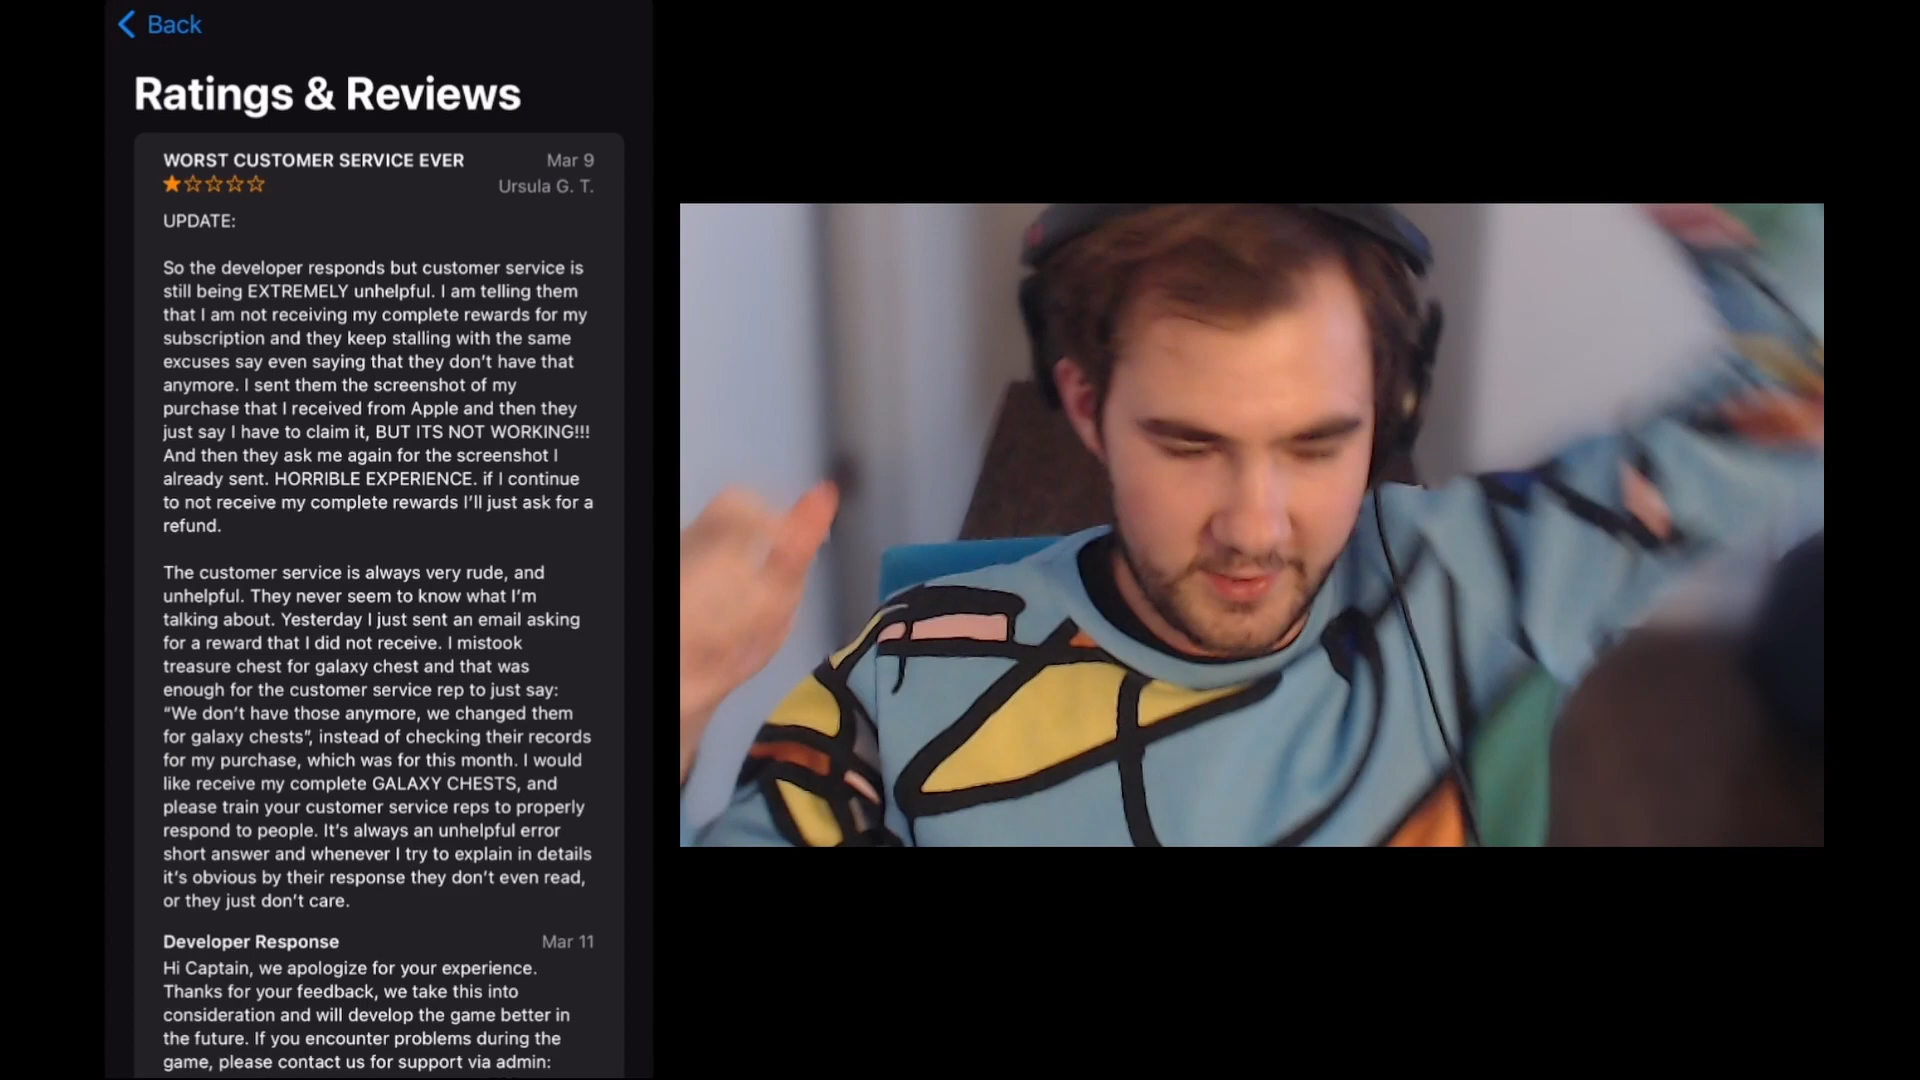 Back
Ratings & Reviews
WORST CUSTOMER SERVICE EVER Mar 9
Ursula G. T.
UPDATE:
So the developer responds but customer service is
still being EXTREMELY unhelpful. I am telling them
that I am not receiving my complete rewards for my
subscription and they keep stalling with the same
excuses say even saying that they don’t have that
anymore. I sent them the screenshot of my
purchase that I received from Apple and then they
just say I have to claim it, BUT ITS NOT WORKING!!!
And then they ask me again for the screenshot I
already sent. HORRIBLE EXPERIENCE. if I continue
to not receive my complete rewards I’ll just ask for a
refund.
The customer service is always very rude, and
unhelpful. They never seem to know what I’m
talking about. Yesterday I just sent an email asking
for a reward that I did not receive. I mistook
treasure chest for galaxy chest and that was
enough for the customer service rep to just say:
“We don’t have those anymore, we changed them
for galaxy chests”, instead of checking their records
for my purchase, which was for this month. I would
like receive my complete GALAXY CHESTS, and
please train your customer service reps to properly
respond to people. It’s always an unhelpful error
short answer and whenever I try to explain in details
it’s obvious by their response they don’t even read,
or they just don’t care.
Developer Response Mar 11
Hi Captain, we apologize for your experience.
Thanks for your feedback, we take this into
consideration and will develop the game better in
the future. If you encounter problems during the
game, please contact us for support via admin: